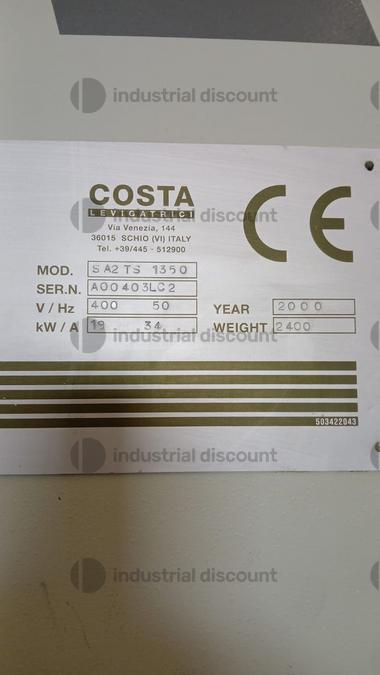 industrial discount
COSTA
LEVIGATRICI
Via Venezia, 144
36015 SCHIO (VI) ITALY
Tel. +39/445 - 512900
CE
industrial discount
MOD. SA2 TS 1350
SER.N. A00403LC2
V / Hz 400 50 YEAR 2000
kW / A 19 34 WEIGHT 2400
industrial discount
503422043
industrial discount
industrial discount